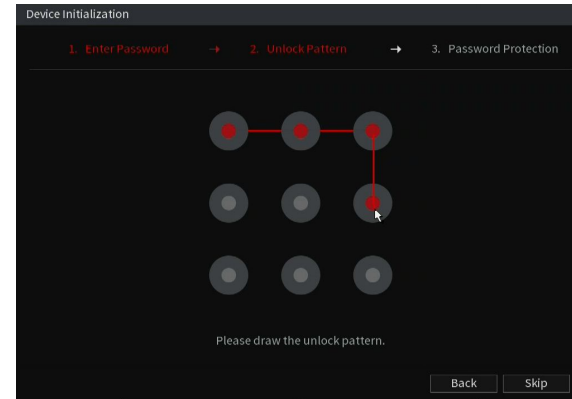 Device Initialization
1. Enter Password → 2. Unlock Pattern → 3. Password Protection
Please draw the unlock pattern.
Back Skip